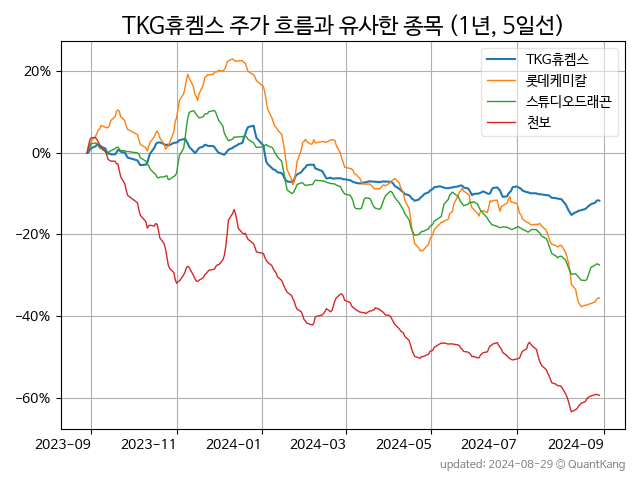 TKG휴켐스 주가 흐름과 유사한 종목 (1년, 5일선)
TKG휴켐스
롯데케미칼
스튜디오드래곤
천보
20%
0%
−20%
−40%
−60%
2023-09
2023-11
2024-01
2024-03
2024-05
2024-07
2024-09
updated: 2024-08-29 © QuantKang